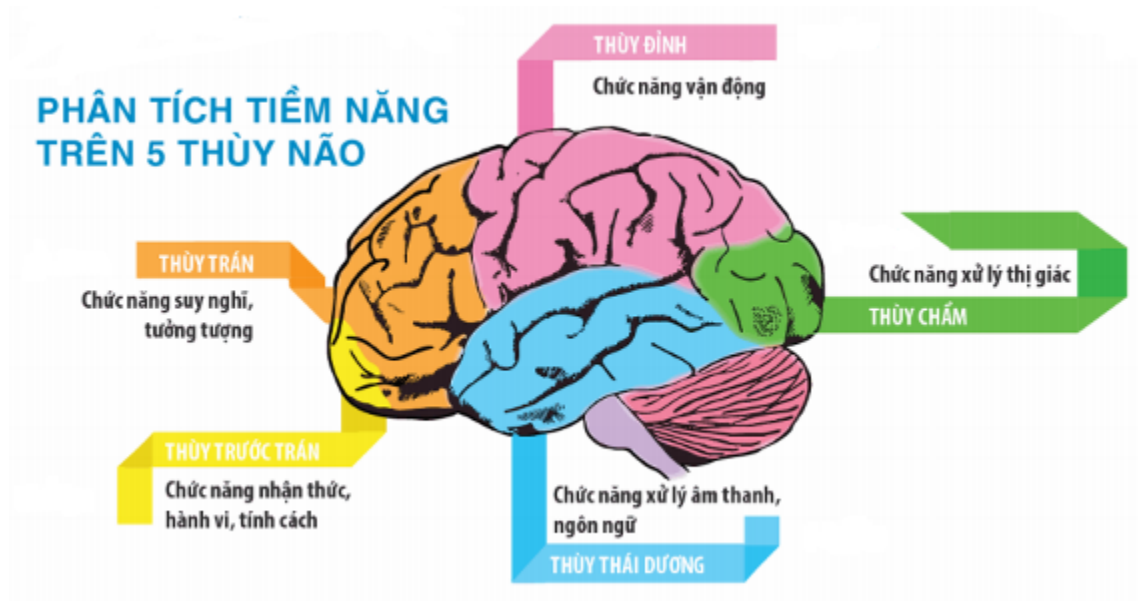 PHÂN TÍCH TIỀM NĂNG
TRÊN 5 THÙY NÃO
THÙY ĐỈNH
Chức năng vận động
THÙY TRÁN
Chức năng suy nghĩ,
tưởng tượng
Chức năng xử lý thị giác
THÙY CHẨM
THÙY TRƯỚC TRÁN
Chức năng nhận thức,
hành vi, tính cách
Chức năng xử lý âm thanh,
ngôn ngữ
THÙY THÁI DƯƠNG